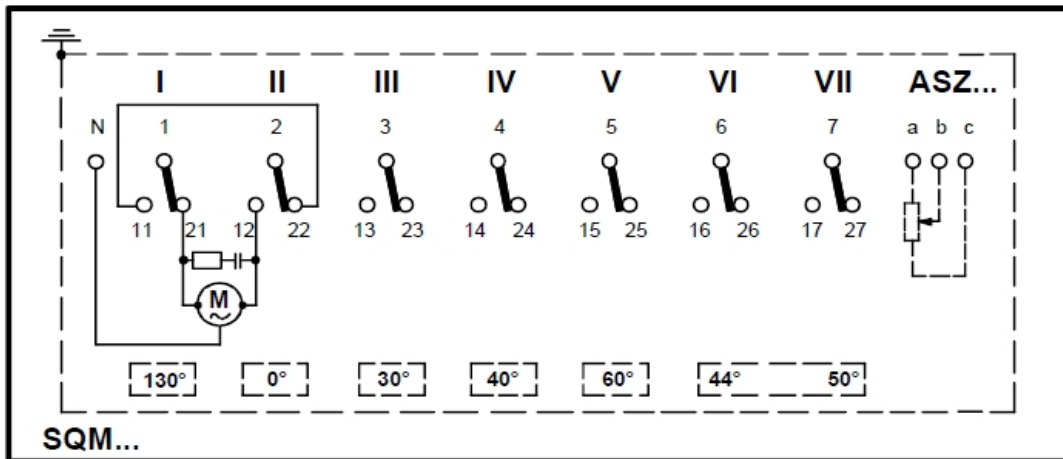 I II III IV V VI VII ASZ...
N 1 2 3 4 5 6 7 a b c
11 21 12 22 13 23 14 24 15 25 16 26 17 27
M
130° 0° 30° 40° 60° 44° 50°
SQM...